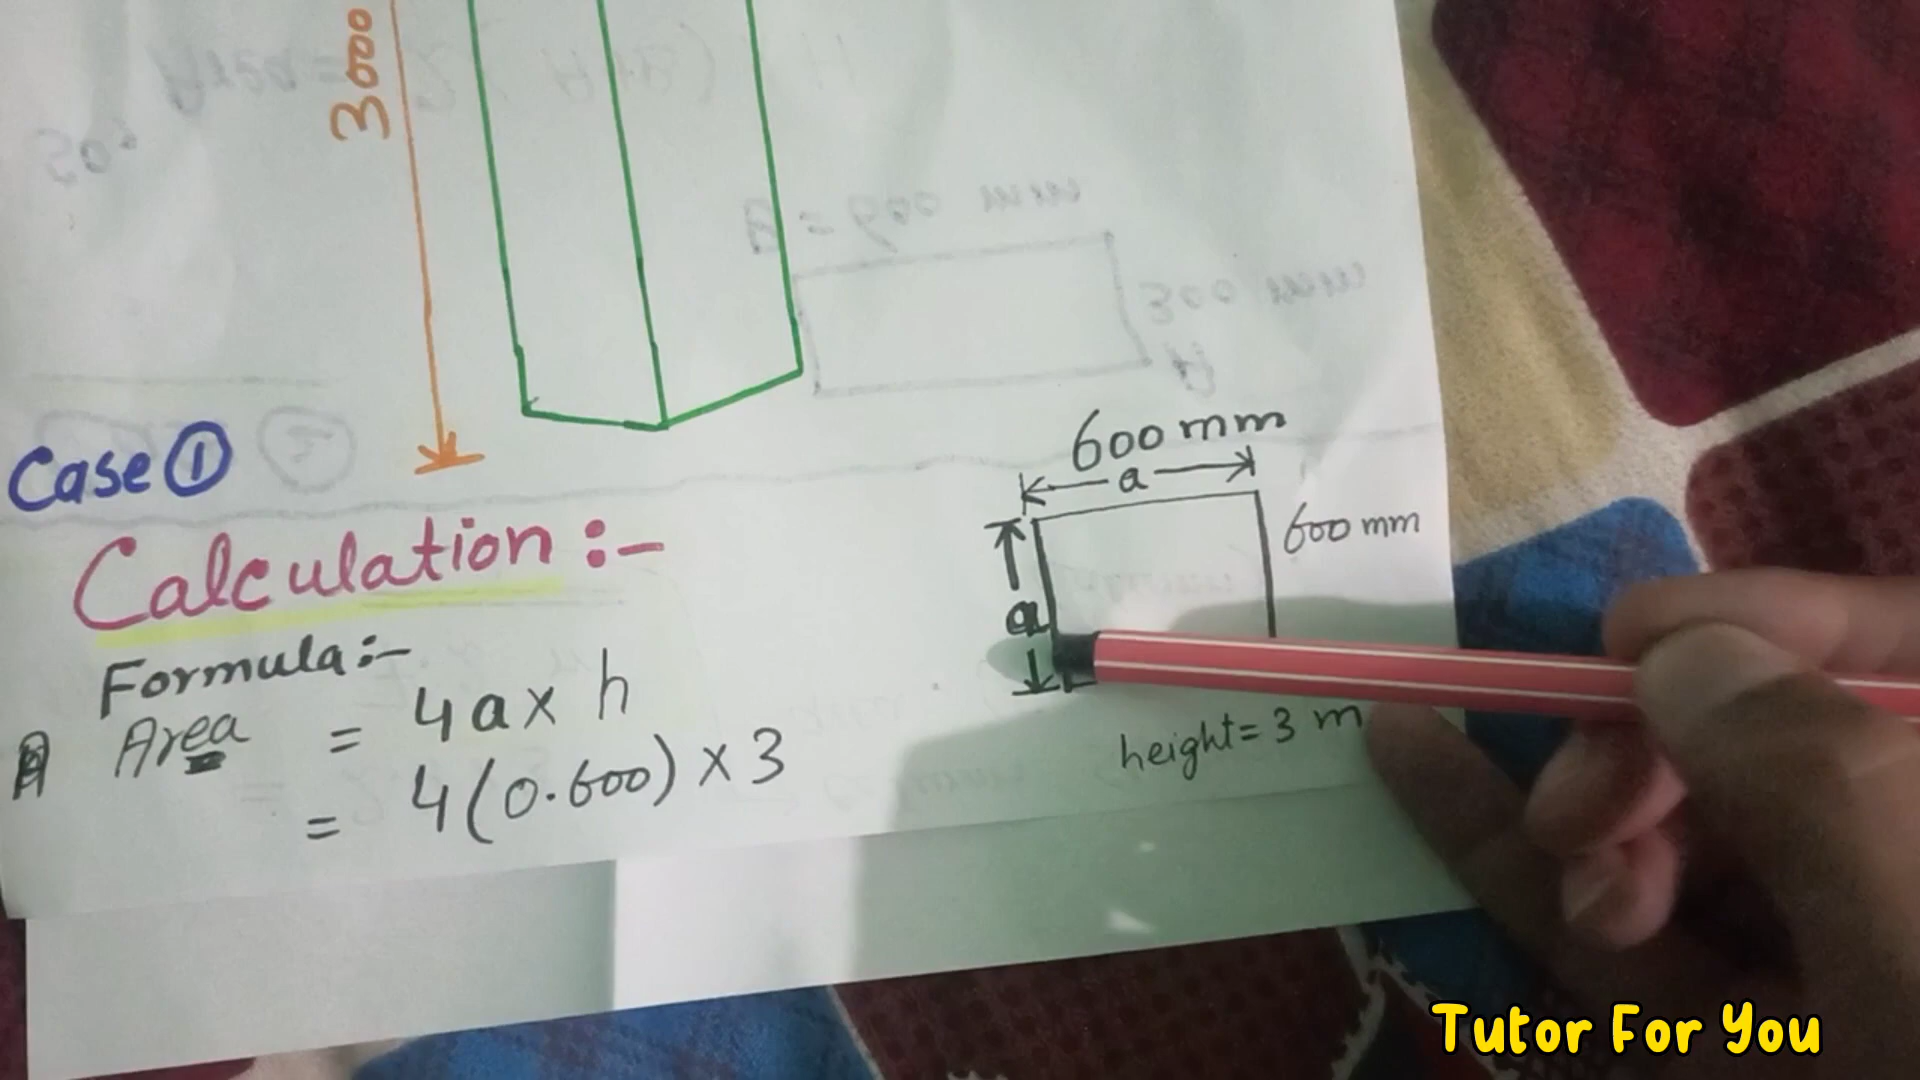 3000
Case ①
600 mm
a
600 mm
a
Calculation :-
Formula :-
Area = 4a × h
= 4(0.600) × 3
height = 3 m
Tutor For You